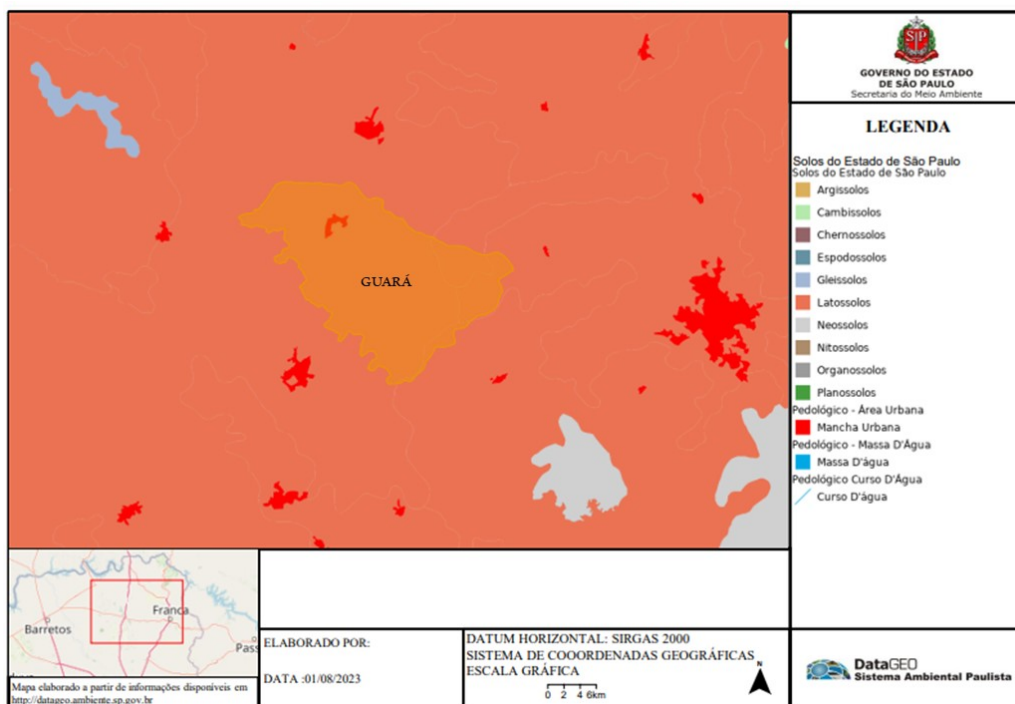 GUARÁ
SP
GOVERNO DO ESTADO
DE SÃO PAULO
Secretaria do Meio Ambiente
LEGENDA
Solos do Estado de São Paulo
Solos do Estado de São Paulo
Argissolos
Cambissolos
Chernossolos
Espodossolos
Gleissolos
Latossolos
Neossolos
Nitossolos
Organossolos
Planossolos
Pedológico - Área Urbana
Mancha Urbana
Pedológico - Massa D'Água
Massa D'água
Pedológico Curso D'Água
Curso D'água
Barretos
Franca
Pass
Mapa elaborado a partir de informações disponiveis em
http://datageo.ambiente.sp.gov.br
ELABORADO POR:
DATA :01/08/2023
DATUM HORIZONTAL: SIRGAS 2000
SISTEMA DE COOORDENADAS GEOGRÁFICAS
ESCALA GRÁFICA
0 2 4 6km
N
DataGEO
Sistema Ambiental Paulista